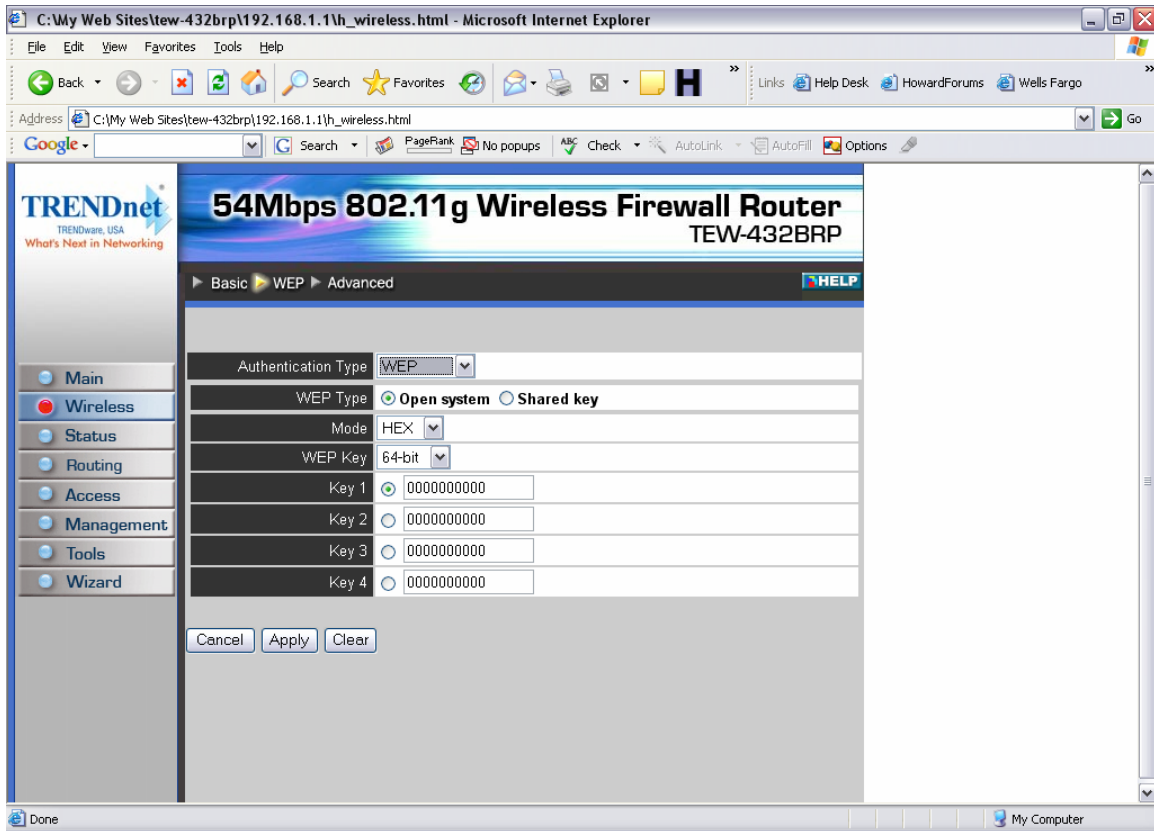 C:\My Web Sites\tew-432brp\192.168.1.1\h_wireless.html - Microsoft Internet Explorer
File Edit View Favorites Tools Help
Back Search Favorites H » Links Help Desk HowardForums Wells Fargo »
Address C:\My Web Sites\tew-432brp\192.168.1.1\h_wireless.html Go
Google G Search PageRank No popups ABC Check AutoLink AutoFill Options
TRENDnet
TRENDware, USA
What's Next in Networking
54Mbps 802.11g Wireless Firewall Router
TEW-432BRP
Basic WEP Advanced HELP
Main
Wireless
Status
Routing
Access
Management
Tools
Wizard
Authentication Type WEP
WEP Type Open system Shared key
Mode HEX
WEP Key 64-bit
Key 1 0000000000
Key 2 0000000000
Key 3 0000000000
Key 4 0000000000
Cancel Apply Clear
Done My Computer